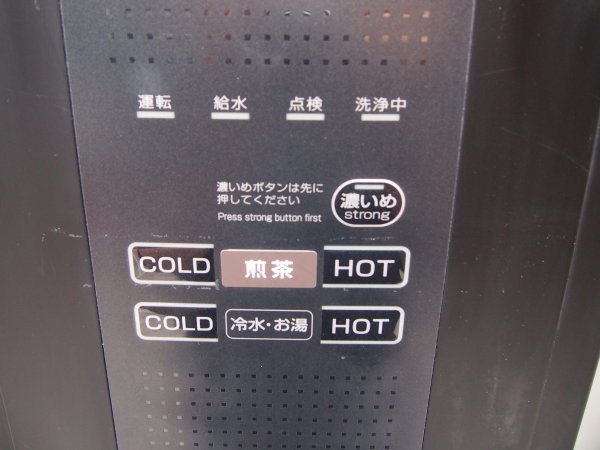 運転 給水 点検 洗浄中
濃いめボタンは先に
押してください
Press strong button first
濃いめ
strong
COLD 煎茶 HOT
COLD 冷水・お湯 HOT